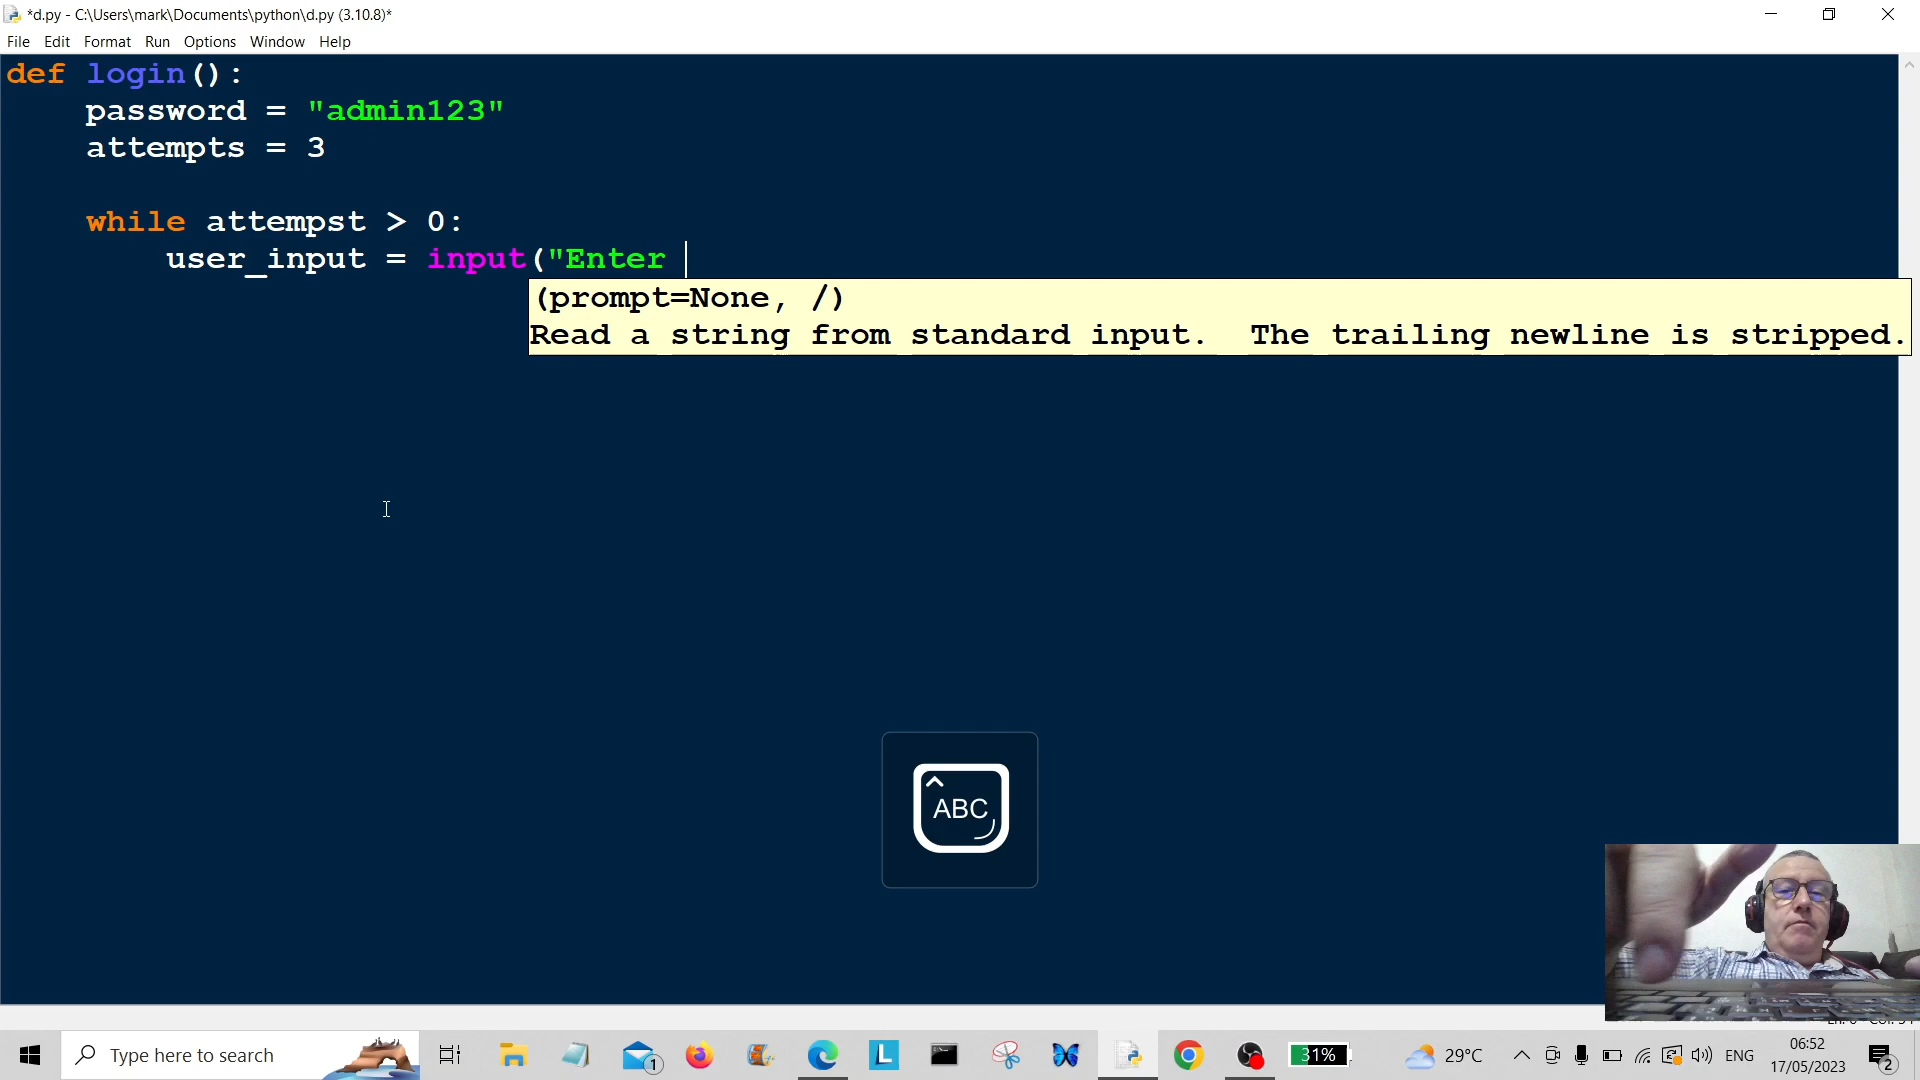 *d.py - C:\Users\mark\Documents\python\d.py (3.10.8)*
File Edit Format Run Options Window Help
def login():
password = "admin123"
attempts = 3
while attempst > 0:
user_input = input("Enter
(prompt=None, /)
Read a string from standard input. The trailing newline is stripped.
ABC
Type here to search
1
L
31%
29°C
ENG
06:52
17/05/2023
2